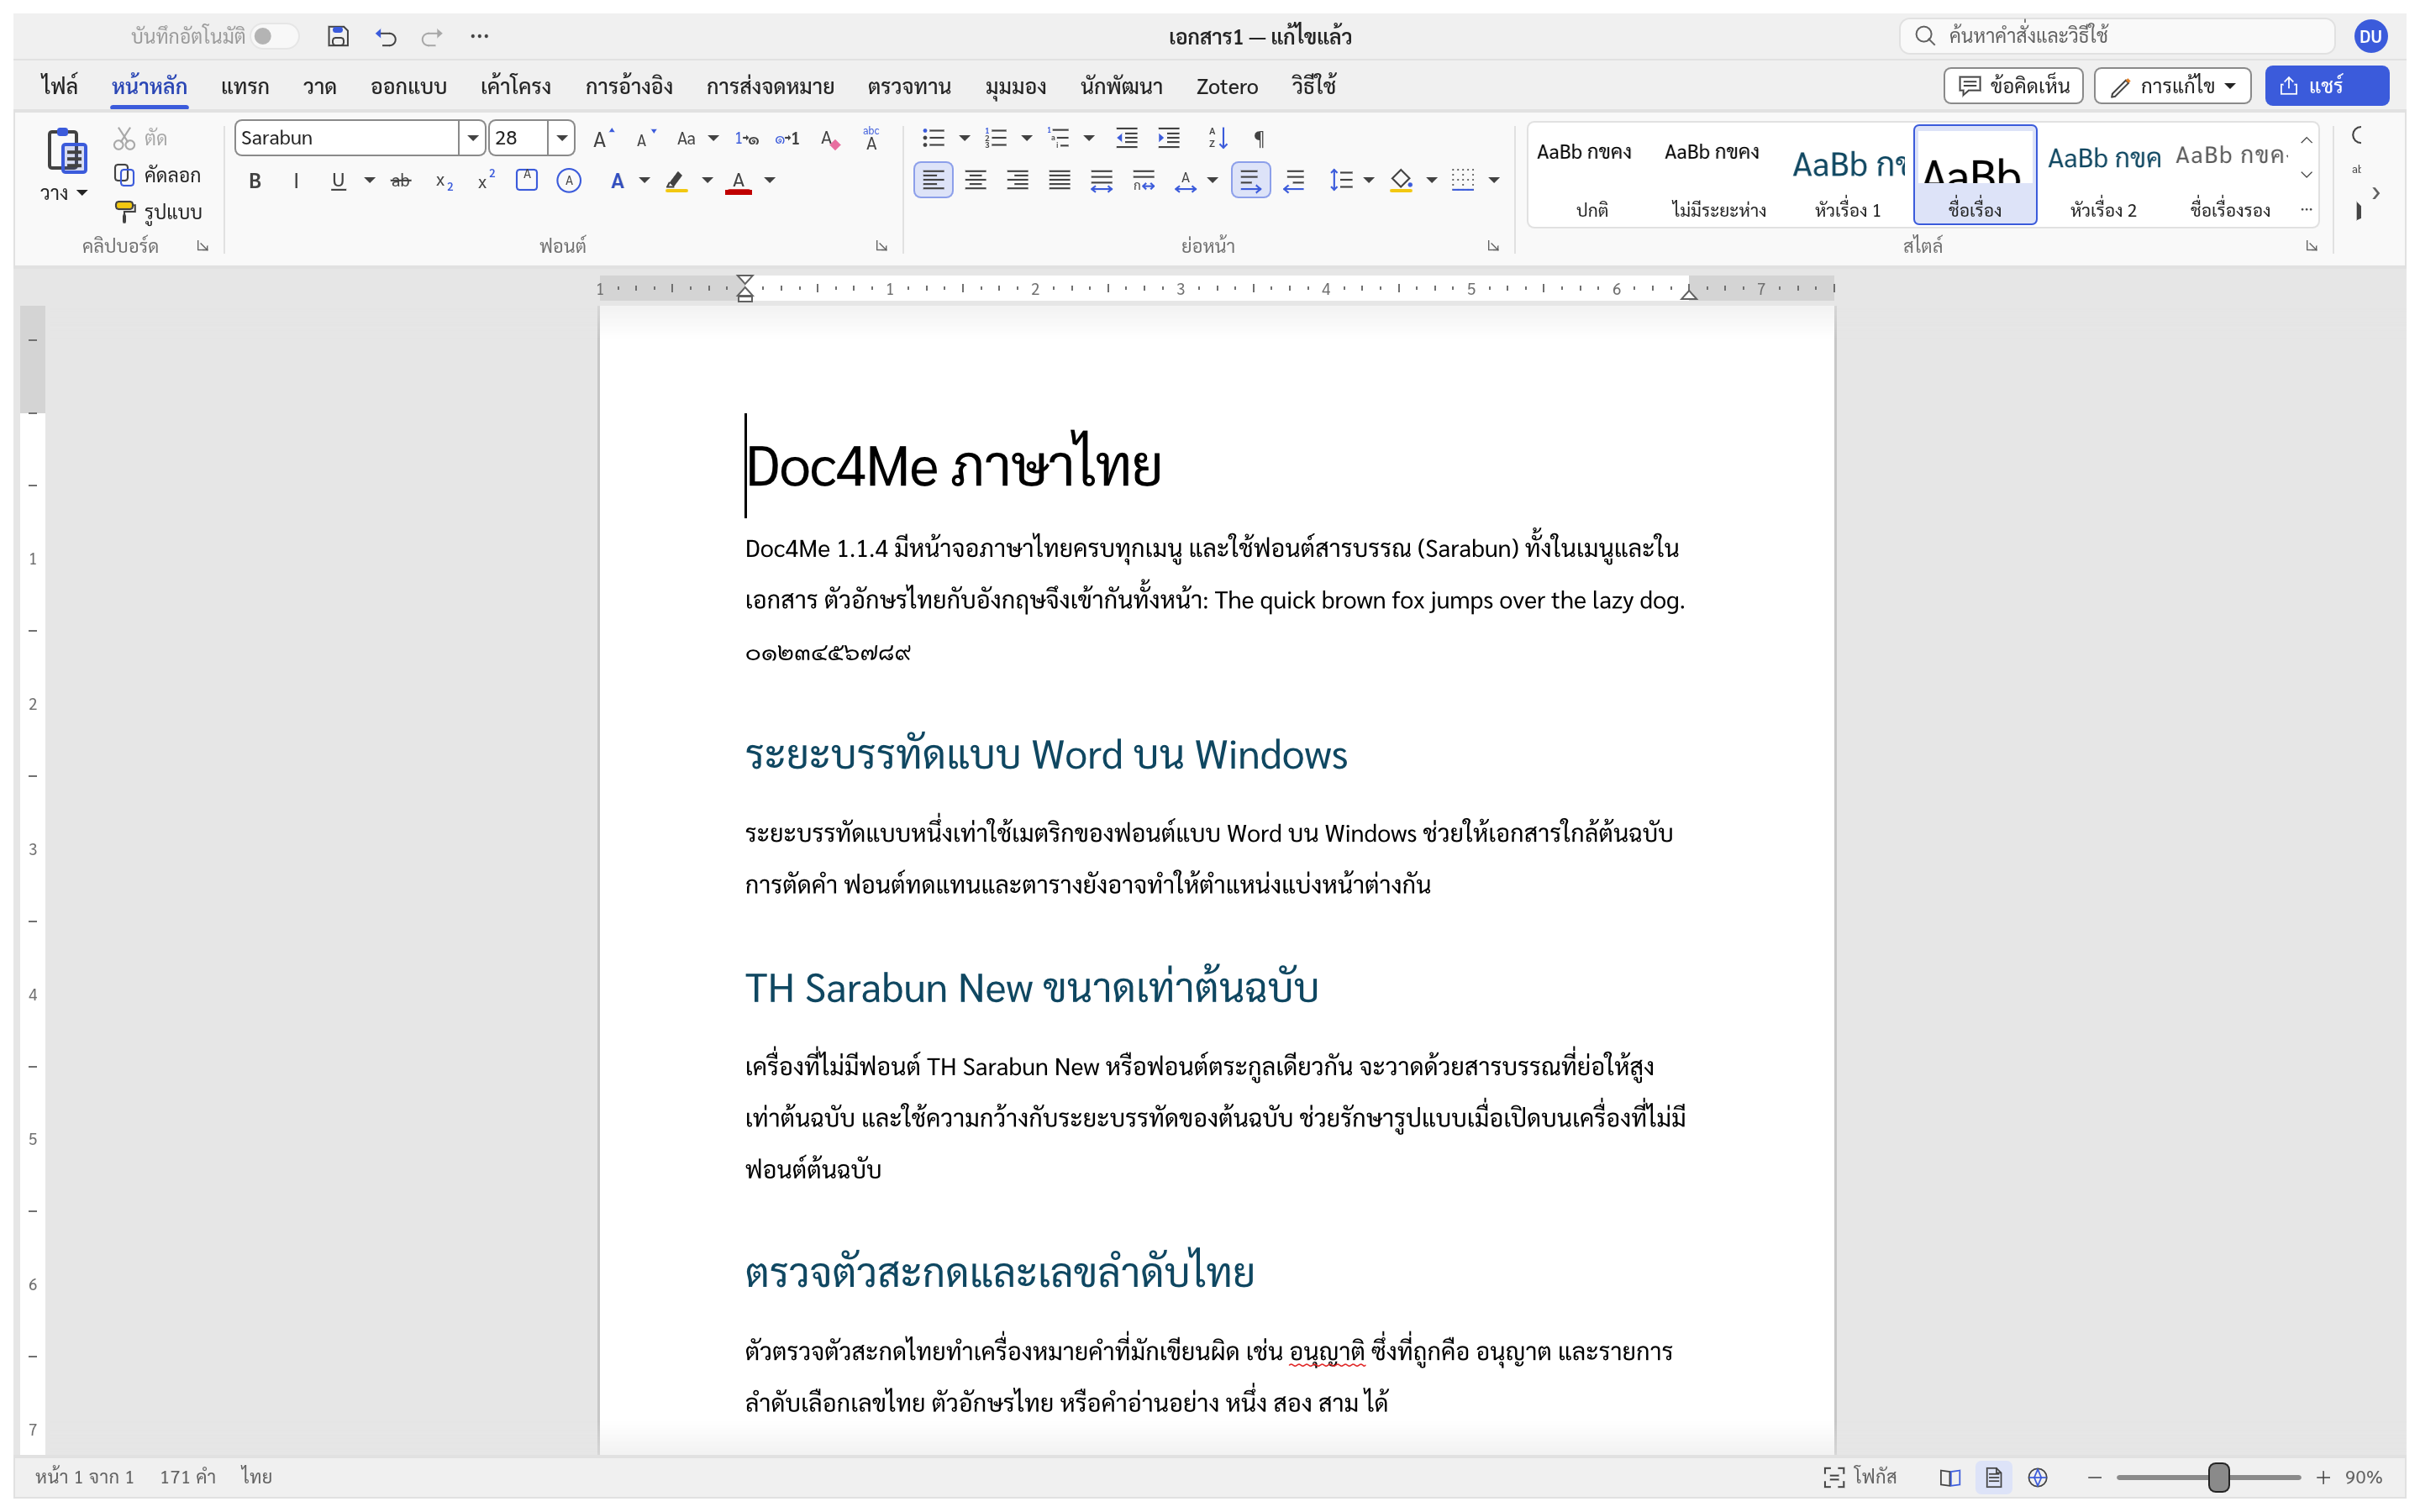 บันทึกอัตโนมัติ
เอกสาร1 — แก้ไขแล้ว
ค้นหาคำสั่งและวิธีใช้
DU
ไฟล์ หน้าหลัก แทรก วาด ออกแบบ เค้าโครง การอ้างอิง การส่งจดหมาย ตรวจทาน มุมมอง นักพัฒนา Zotero วิธีใช้
ข้อคิดเห็น การแก้ไข แชร์
วาง
ตัด
คัดลอก
รูปแบบ
คลิปบอร์ด
Sarabun 28
ฟอนต์
ย่อหน้า
AaBb กขคง AaBb กขคง AaBb กข AaBb AaBb กขค AaBb กขค
ปกติ ไม่มีระยะห่าง หัวเรื่อง 1 ชื่อเรื่อง หัวเรื่อง 2 ชื่อเรื่องรอง
สไตล์
1 1 2 3 4 5 6 7
Doc4Me ภาษาไทย
Doc4Me 1.1.4 มีหน้าจอภาษาไทยครบทุกเมนู และใช้ฟอนต์สารบรรณ (Sarabun) ทั้งในเมนูและใน
เอกสาร ตัวอักษรไทยกับอังกฤษจึงเข้ากันทั้งหน้า: The quick brown fox jumps over the lazy dog.
๐๑๒๓๔๕๖๗๘๙
ระยะบรรทัดแบบ Word บน Windows
ระยะบรรทัดแบบหนึ่งเท่าใช้เมตริกของฟอนต์แบบ Word บน Windows ช่วยให้เอกสารใกล้ต้นฉบับ
การตัดคำ ฟอนต์ทดแทนและตารางยังอาจทำให้ตำแหน่งแบ่งหน้าต่างกัน
TH Sarabun New ขนาดเท่าต้นฉบับ
เครื่องที่ไม่มีฟอนต์ TH Sarabun New หรือฟอนต์ตระกูลเดียวกัน จะวาดด้วยสารบรรณที่ย่อให้สูง
เท่าต้นฉบับ และใช้ความกว้างกับระยะบรรทัดของต้นฉบับ ช่วยรักษารูปแบบเมื่อเปิดบนเครื่องที่ไม่มี
ฟอนต์ต้นฉบับ
ตรวจตัวสะกดและเลขลำดับไทย
ตัวตรวจตัวสะกดไทยทำเครื่องหมายคำที่มักเขียนผิด เช่น อนุญาติ ซึ่งที่ถูกคือ อนุญาต และรายการ
ลำดับเลือกเลขไทย ตัวอักษรไทย หรือคำอ่านอย่าง หนึ่ง สอง สาม ได้
1
2
3
4
5
6
7
หน้า 1 จาก 1 171 คำ ไทย
โฟกัส
90%